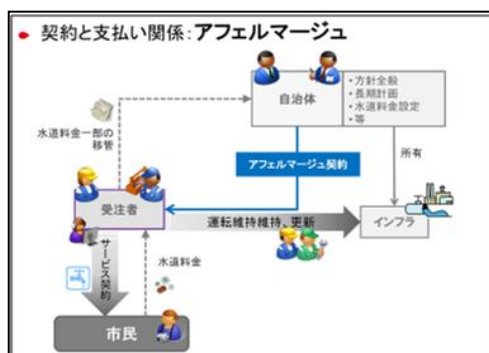 契約と支払い関係：アフェルマージュ
自治体
・方針全般
・長期計画
・水道料金設定
・等
水道料金一部の
移管
アフェルマージュ契約
所有
受注者
運転維持維持、更新
インフラ
サービス契約
水道料金
市民